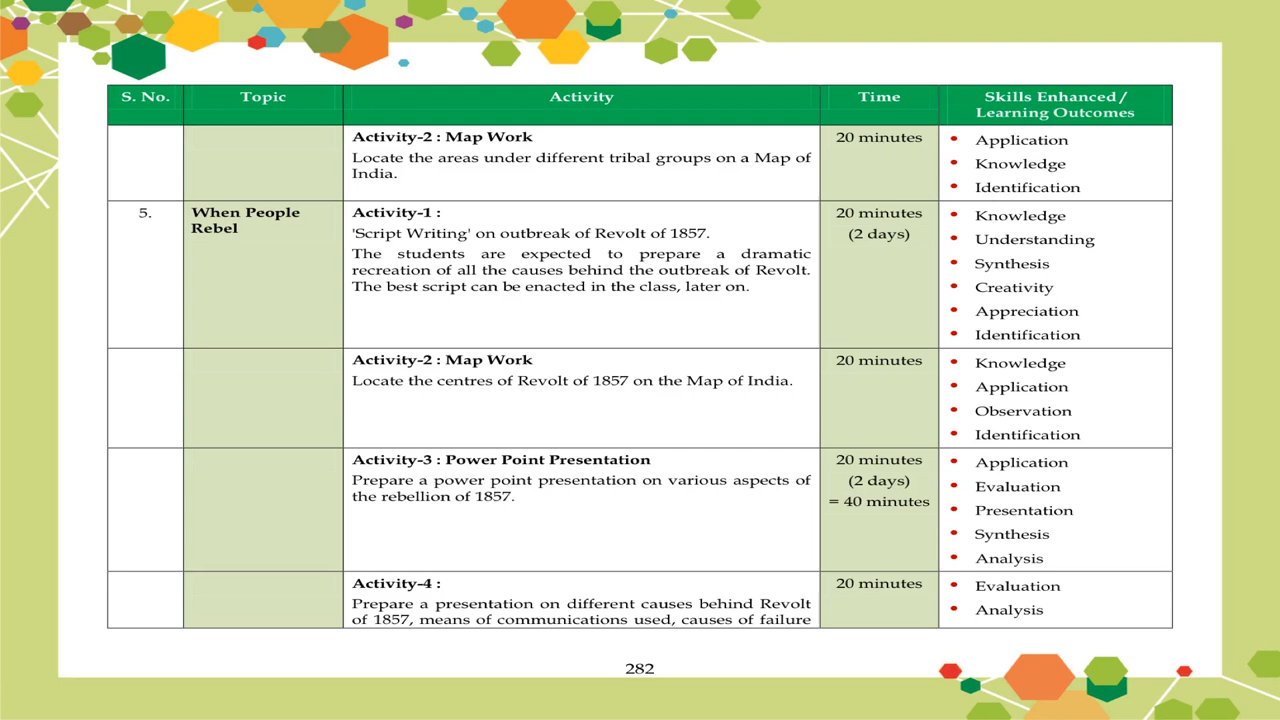 S. No. Topic Activity Time Skills Enhanced/
Learning Outcomes
Activity-2 : Map Work
Locate the areas under different tribal groups on a Map of
India.
20 minutes
• Application
• Knowledge
• Identification
5.
When People
Rebel
Activity-1 :
'Script Writing' on outbreak of Revolt of 1857.
The students are expected to prepare a dramatic
recreation of all the causes behind the outbreak of Revolt.
The best script can be enacted in the class, later on.
20 minutes
(2 days)
• Knowledge
• Understanding
• Synthesis
• Creativity
• Appreciation
• Identification
Activity-2 : Map Work
Locate the centres of Revolt of 1857 on the Map of India.
20 minutes
• Knowledge
• Application
• Observation
• Identification
Activity-3 : Power Point Presentation
Prepare a power point presentation on various aspects of
the rebellion of 1857.
20 minutes
(2 days)
= 40 minutes
• Application
• Evaluation
• Presentation
• Synthesis
• Analysis
Activity-4 :
Prepare a presentation on different causes behind Revolt
of 1857, means of communications used, causes of failure
20 minutes
• Evaluation
• Analysis
282